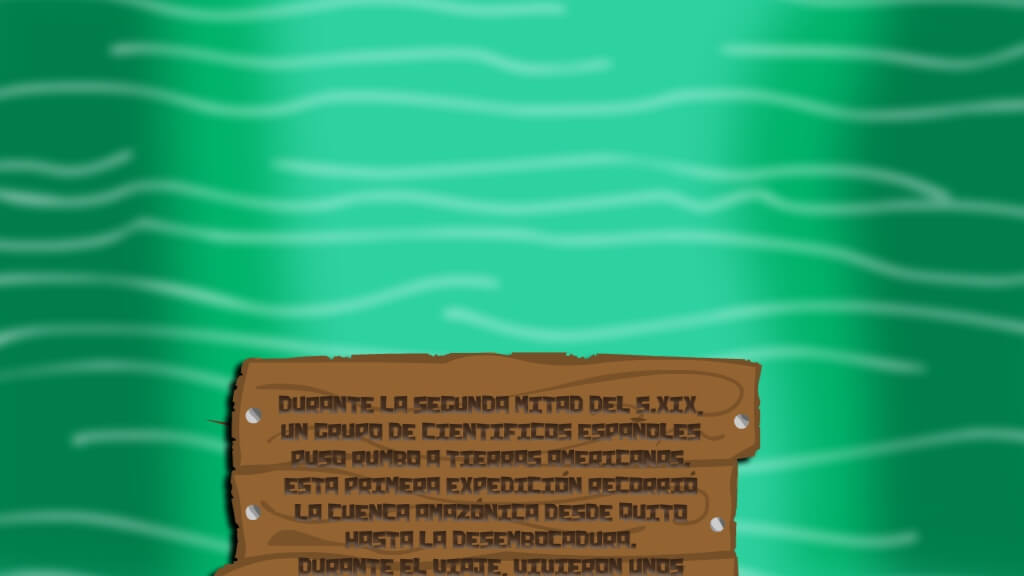 DURANTE LA SEGUNDA MITAD DEL S.XIX,
UN GRUPO DE CIENTIFICOS ESPAÑOLES
PUSO RUMBO A TIERRAS AMERICANAS.
ESTA PRIMERA EXPEDICIÓN RECORRIÓ
LA CUENCA AMAZÓNICA DESDE QUITO
HASTA LA DESEMBOCADURA.
DURANTE EL VIAJE, VIVIERON UNOS